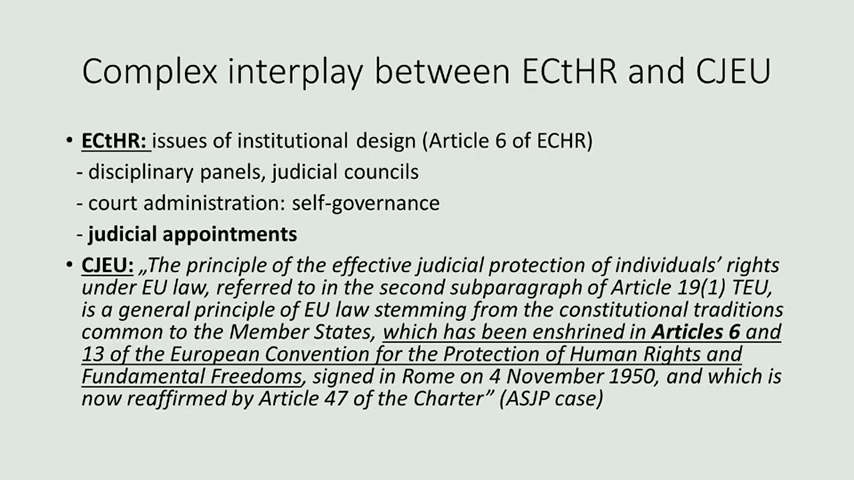 Complex interplay between ECtHR and CJEU
• ECtHR: issues of institutional design (Article 6 of ECHR)
- disciplinary panels, judicial councils
- court administration: self-governance
- judicial appointments
• CJEU: „The principle of the effective judicial protection of individuals’ rights
under EU law, referred to in the second subparagraph of Article 19(1) TEU,
is a general principle of EU law stemming from the constitutional traditions
common to the Member States, which has been enshrined in Articles 6 and
13 of the European Convention for the Protection of Human Rights and
Fundamental Freedoms, signed in Rome on 4 November 1950, and which is
now reaffirmed by Article 47 of the Charter” (ASJP case)